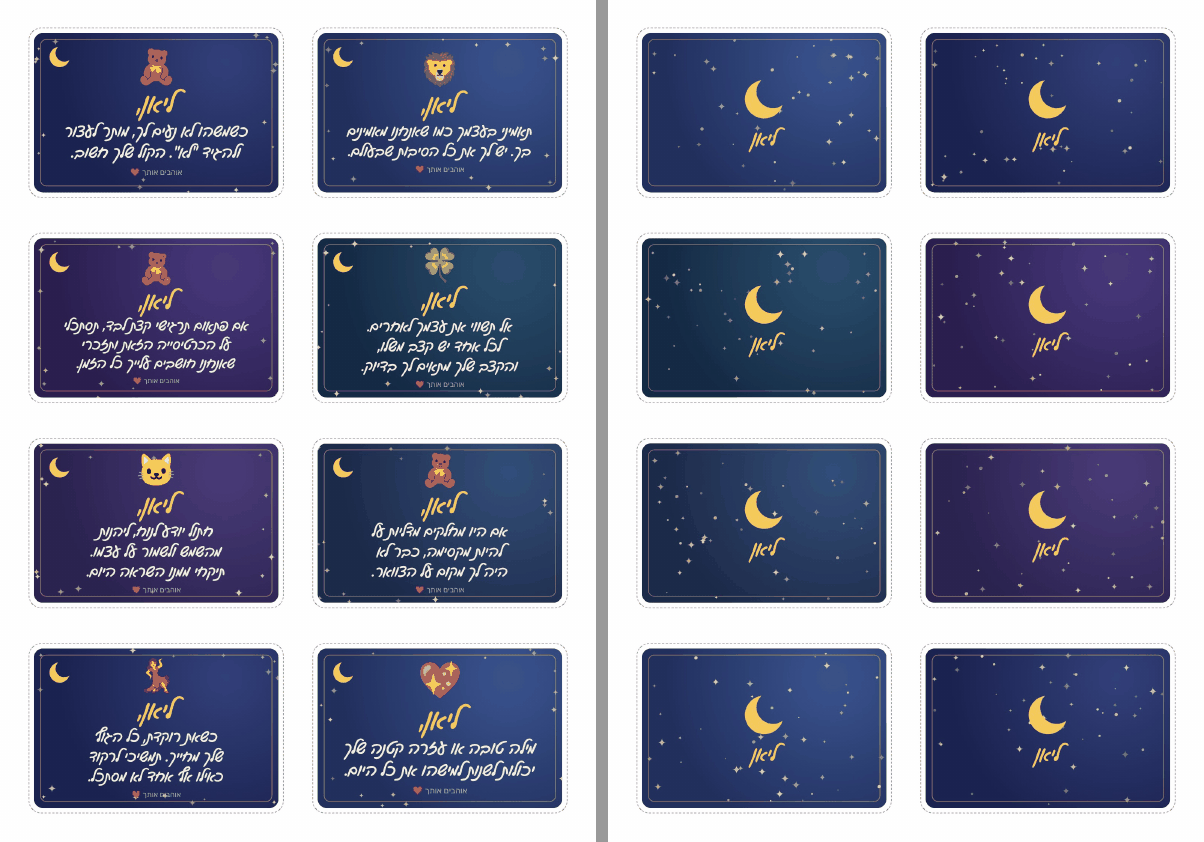 ליאן,
כשמשהו לא נעים לך, מותר לעצור
ולהגיד "לא". הקול שלך חשוב.
אוהבים אותך ❤
ליאן,
תאמיני בעצמך כמו שאנחנו מאמינים
בך. יש לך את כל הסיבות שבעולם.
אוהבים אותך ❤
ליאן,
אם פתאום תרגישי קצת לבד, תסתכלי
על הכרטיסייה הזאת ותזכרי
שאנחנו חושבים עלייך כל הזמן.
אוהבים אותך ❤
ליאן,
אל תשווי את עצמך לאחרים.
לכל אחד יש קצב משלו,
והקצב שלך מתאים לך בדיוק.
אוהבים אותך ❤
ליאן,
חתול יודע לנוח, ליהנות
מהשמש ולשמור על עצמו.
תיקחי ממנו השראה היום.
אוהבים אותך ❤
ליאן,
אם היו מחלקים מדליות על
להיות מקסימה, כבר לא
היה לך מקום על הצוואר.
אוהבים אותך ❤
ליאן,
כשאת רוקדת, כל הגוף
שלך מחייך. תמשיכי לרקוד
כאילו אף אחד לא מסתכל.
אוהבים אותך ❤
ליאן,
מילה טובה או עזרה קטנה שלך
יכולות לשנות למישהו את כל היום.
אוהבים אותך ❤
ליאן
ליאן
ליאן
ליאן
ליאן
ליאן
ליאן
ליאן